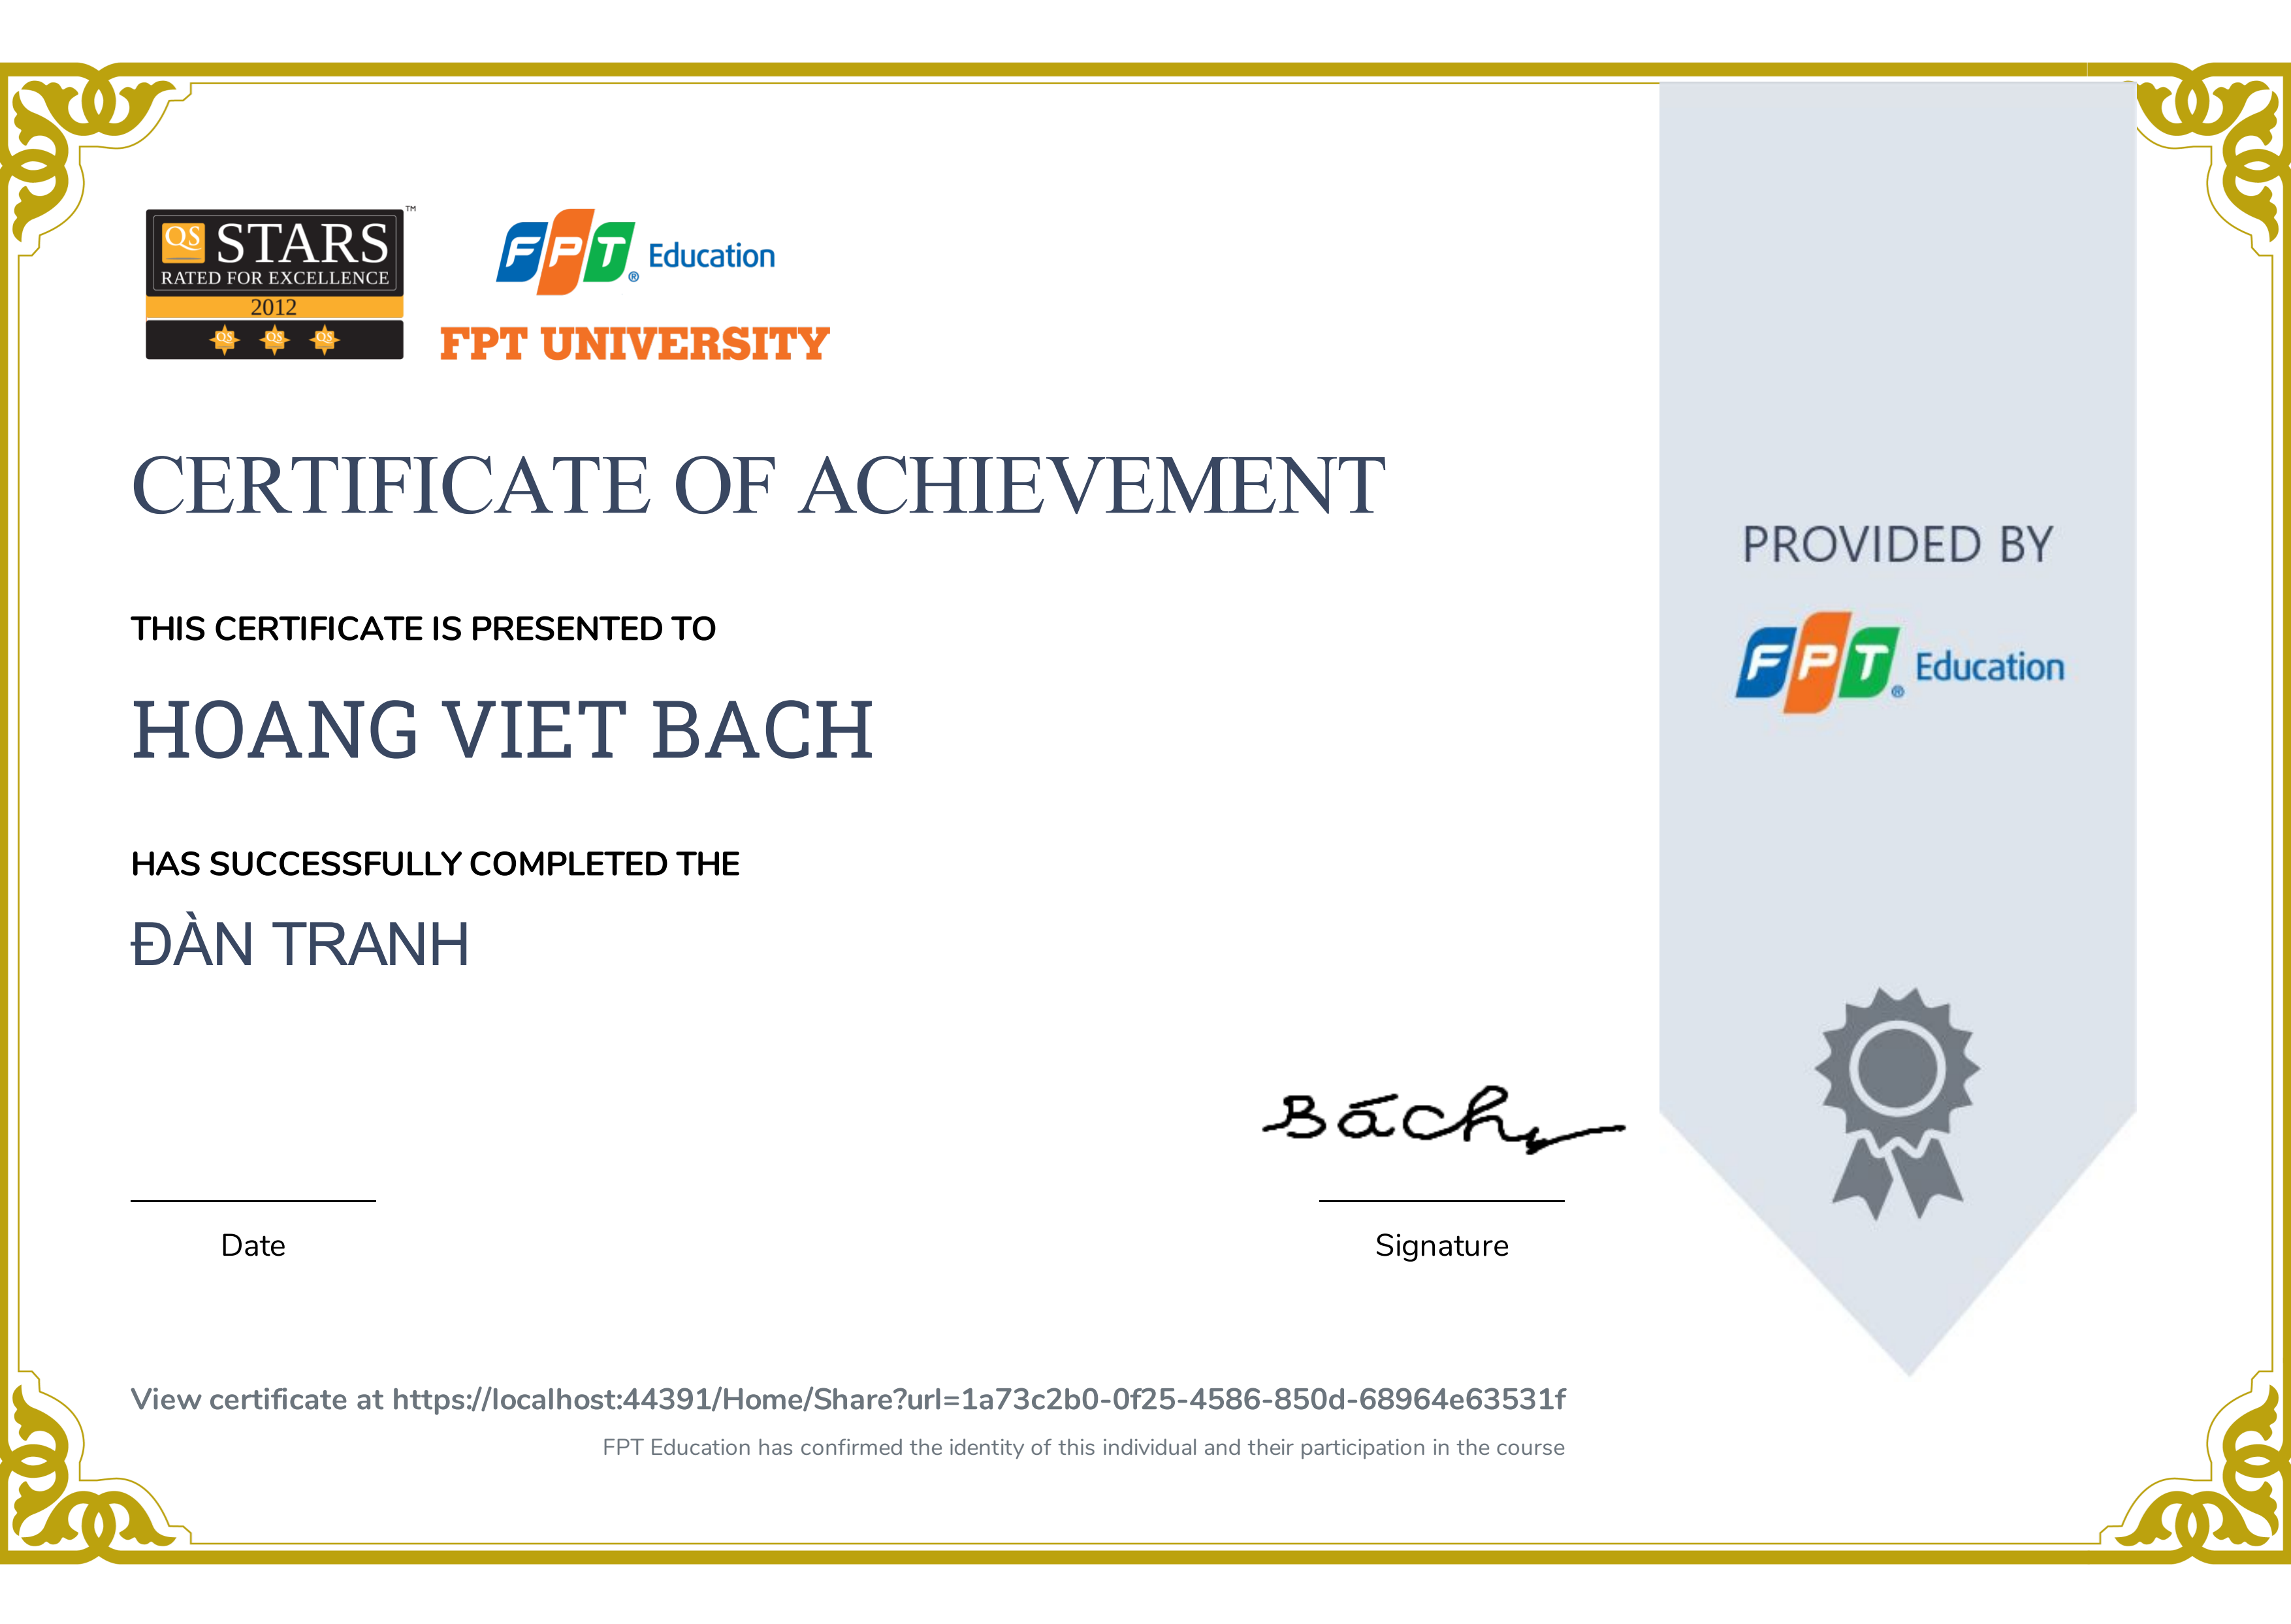 QS STARS™
RATED FOR EXCELLENCE
2012
QS QS QS
FPT® Education
FPT UNIVERSITY
CERTIFICATE OF ACHIEVEMENT
THIS CERTIFICATE IS PRESENTED TO
HOANG VIET BACH
HAS SUCCESSFULLY COMPLETED THE
ĐÀN TRANH
PROVIDED BY
FPT® Education
Bách
Date
Signature
View certificate at https://localhost:44391/Home/Share?url=1a73c2b0-0f25-4586-850d-68964e63531f
FPT Education has confirmed the identity of this individual and their participation in the course